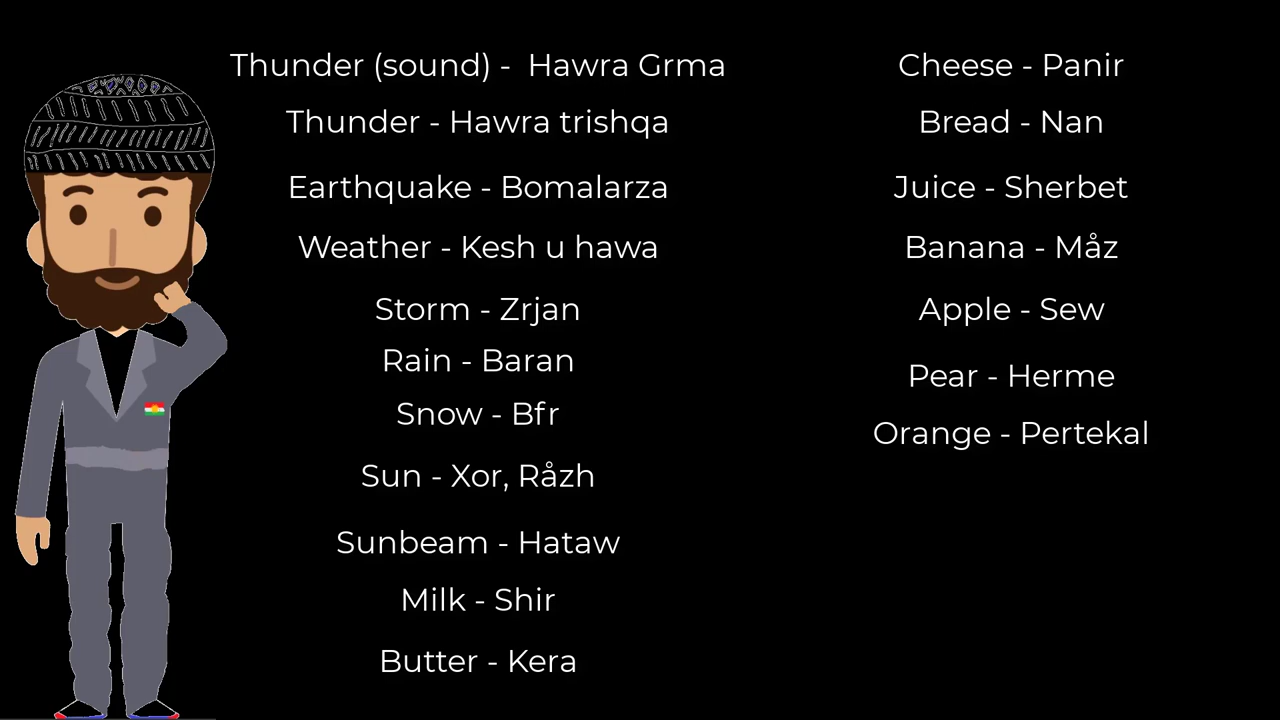 Thunder (sound) -  Hawra Grma
Thunder - Hawra trishqa
Earthquake - Bomalarza
Weather - Kesh u hawa
Storm - Zrjan
Rain - Baran
Snow - Bfr
Sun - Xor, Råzh
Sunbeam - Hataw
Milk - Shir
Butter - Kera
Cheese - Panir
Bread - Nan
Juice - Sherbet
Banana - Måz
Apple - Sew
Pear - Herme
Orange - Pertekal